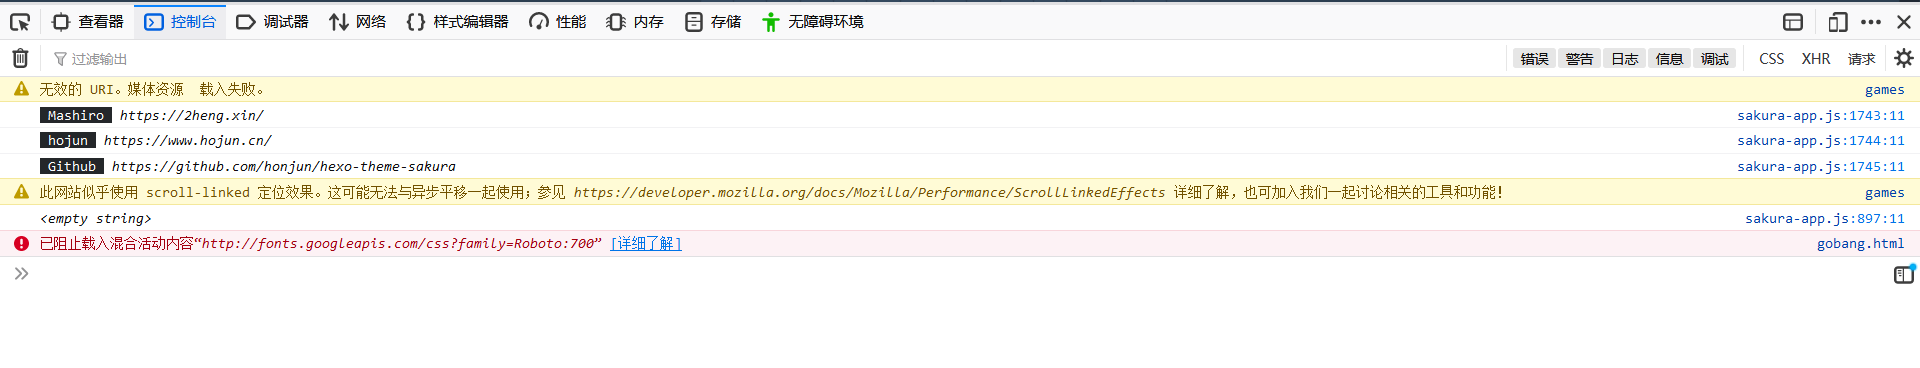 查看器 控制台 调试器 网络 样式编辑器 性能 内存 存储 无障碍环境
过滤输出 错误 警告 日志 信息 调试 CSS XHR 请求
无效的 URI。媒体资源 载入失败。 games
Mashiro https://2heng.xin/ sakura-app.js:1743:11
hojun https://www.hojun.cn/ sakura-app.js:1744:11
Github https://github.com/honjun/hexo-theme-sakura sakura-app.js:1745:11
此网站似乎使用 scroll-linked 定位效果。这可能无法与异步平移一起使用；参见 https://developer.mozilla.org/docs/Mozilla/Performance/ScrollLinkedEffects 详细了解，也可加入我们一起讨论相关的工具和功能！ games
<empty string> sakura-app.js:897:11
已阻止载入混合活动内容“http://fonts.googleapis.com/css?family=Roboto:700” [详细了解] gobang.html